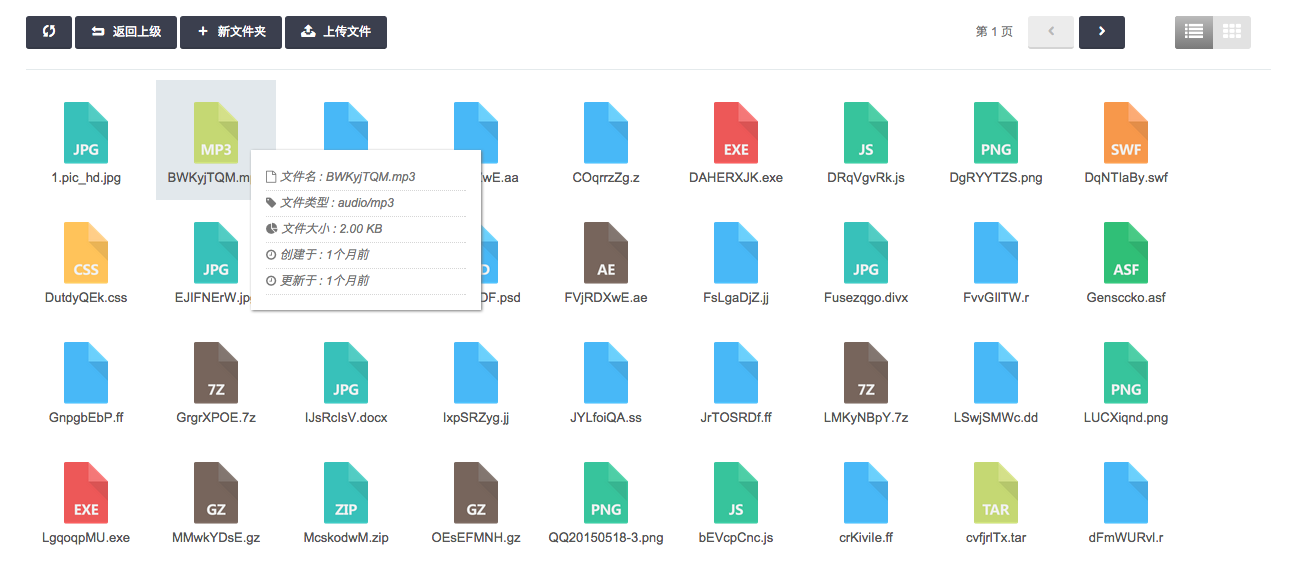 返回上级
新文件夹
上传文件
第 1 页
JPG
MP3
EXE
JS
PNG
SWF
1.pic_hd.jpg
BWKyjTQM.m
wE.aa
COqrrzZg.z
DAHERXJK.exe
DRqVgvRk.js
DgRYYTZS.png
DqNTlaBy.swf
文件名 : BWKyjTQM.mp3
文件类型 : audio/mp3
文件大小 : 2.00 KB
创建于 : 1个月前
更新于 : 1个月前
CSS
JPG
AE
JPG
ASF
DutdyQEk.css
EJIFNErW.jp
DF.psd
FVjRDXwE.ae
FsLgaDjZ.jj
Fusezqgo.divx
FvvGIlTW.r
Gensccko.asf
7Z
JPG
7Z
PNG
GnpgbEbP.ff
GrgrXPOE.7z
IJsRcIsV.docx
IxpSRZyg.jj
JYLfoiQA.ss
JrTOSRDf.ff
LMKyNBpY.7z
LSwjSMWc.dd
LUCXiqnd.png
EXE
GZ
ZIP
GZ
PNG
JS
TAR
LgqoqpMU.exe
MMwkYDsE.gz
McskodwM.zip
OEsEFMNH.gz
QQ20150518-3.png
bEVcpCnc.js
crKivile.ff
cvfjrlTx.tar
dFmWURvl.r